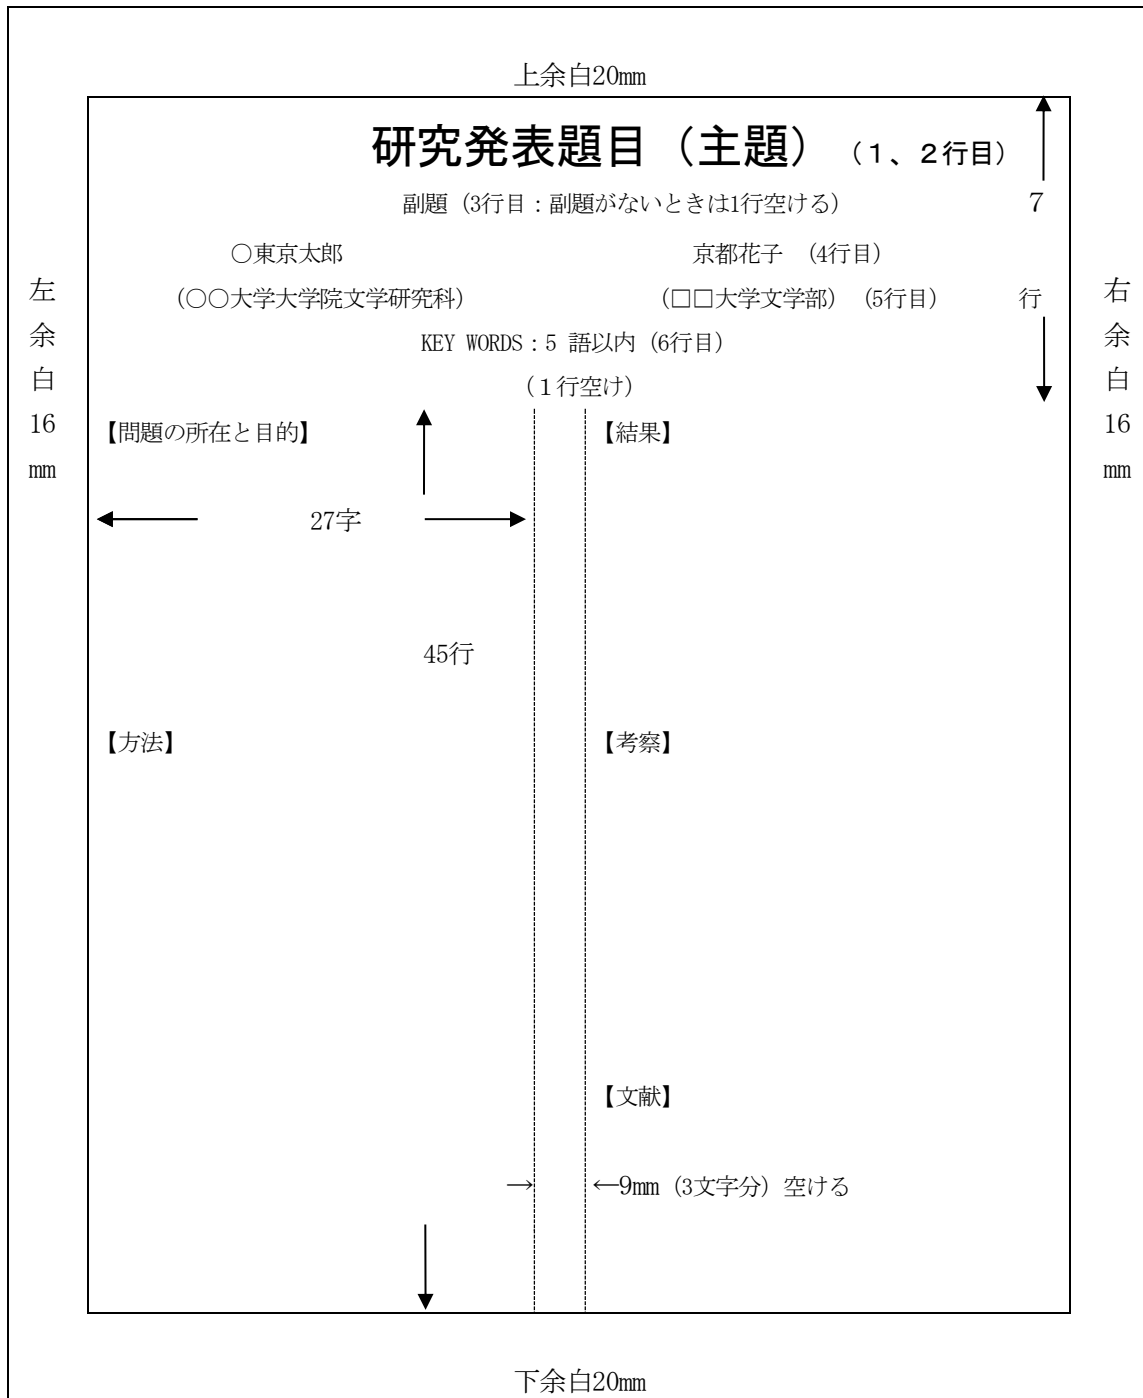 上余白20mm
研究発表題目（主題）（１、２行目）
副題（3行目：副題がないときは1行空ける）
７
○東京太郎
京都花子 （4行目）
（○○大学大学院文学研究科）
（□□大学文学部）（5行目）
行
KEY WORDS：5 語以内（6行目）
（１行空け）
左
余
白
16
mm
右
余
白
16
mm
【問題の所在と目的】
27字
45行
【方法】
【結果】
【考察】
【文献】
→ ←9mm（3文字分）空ける
下余白20mm